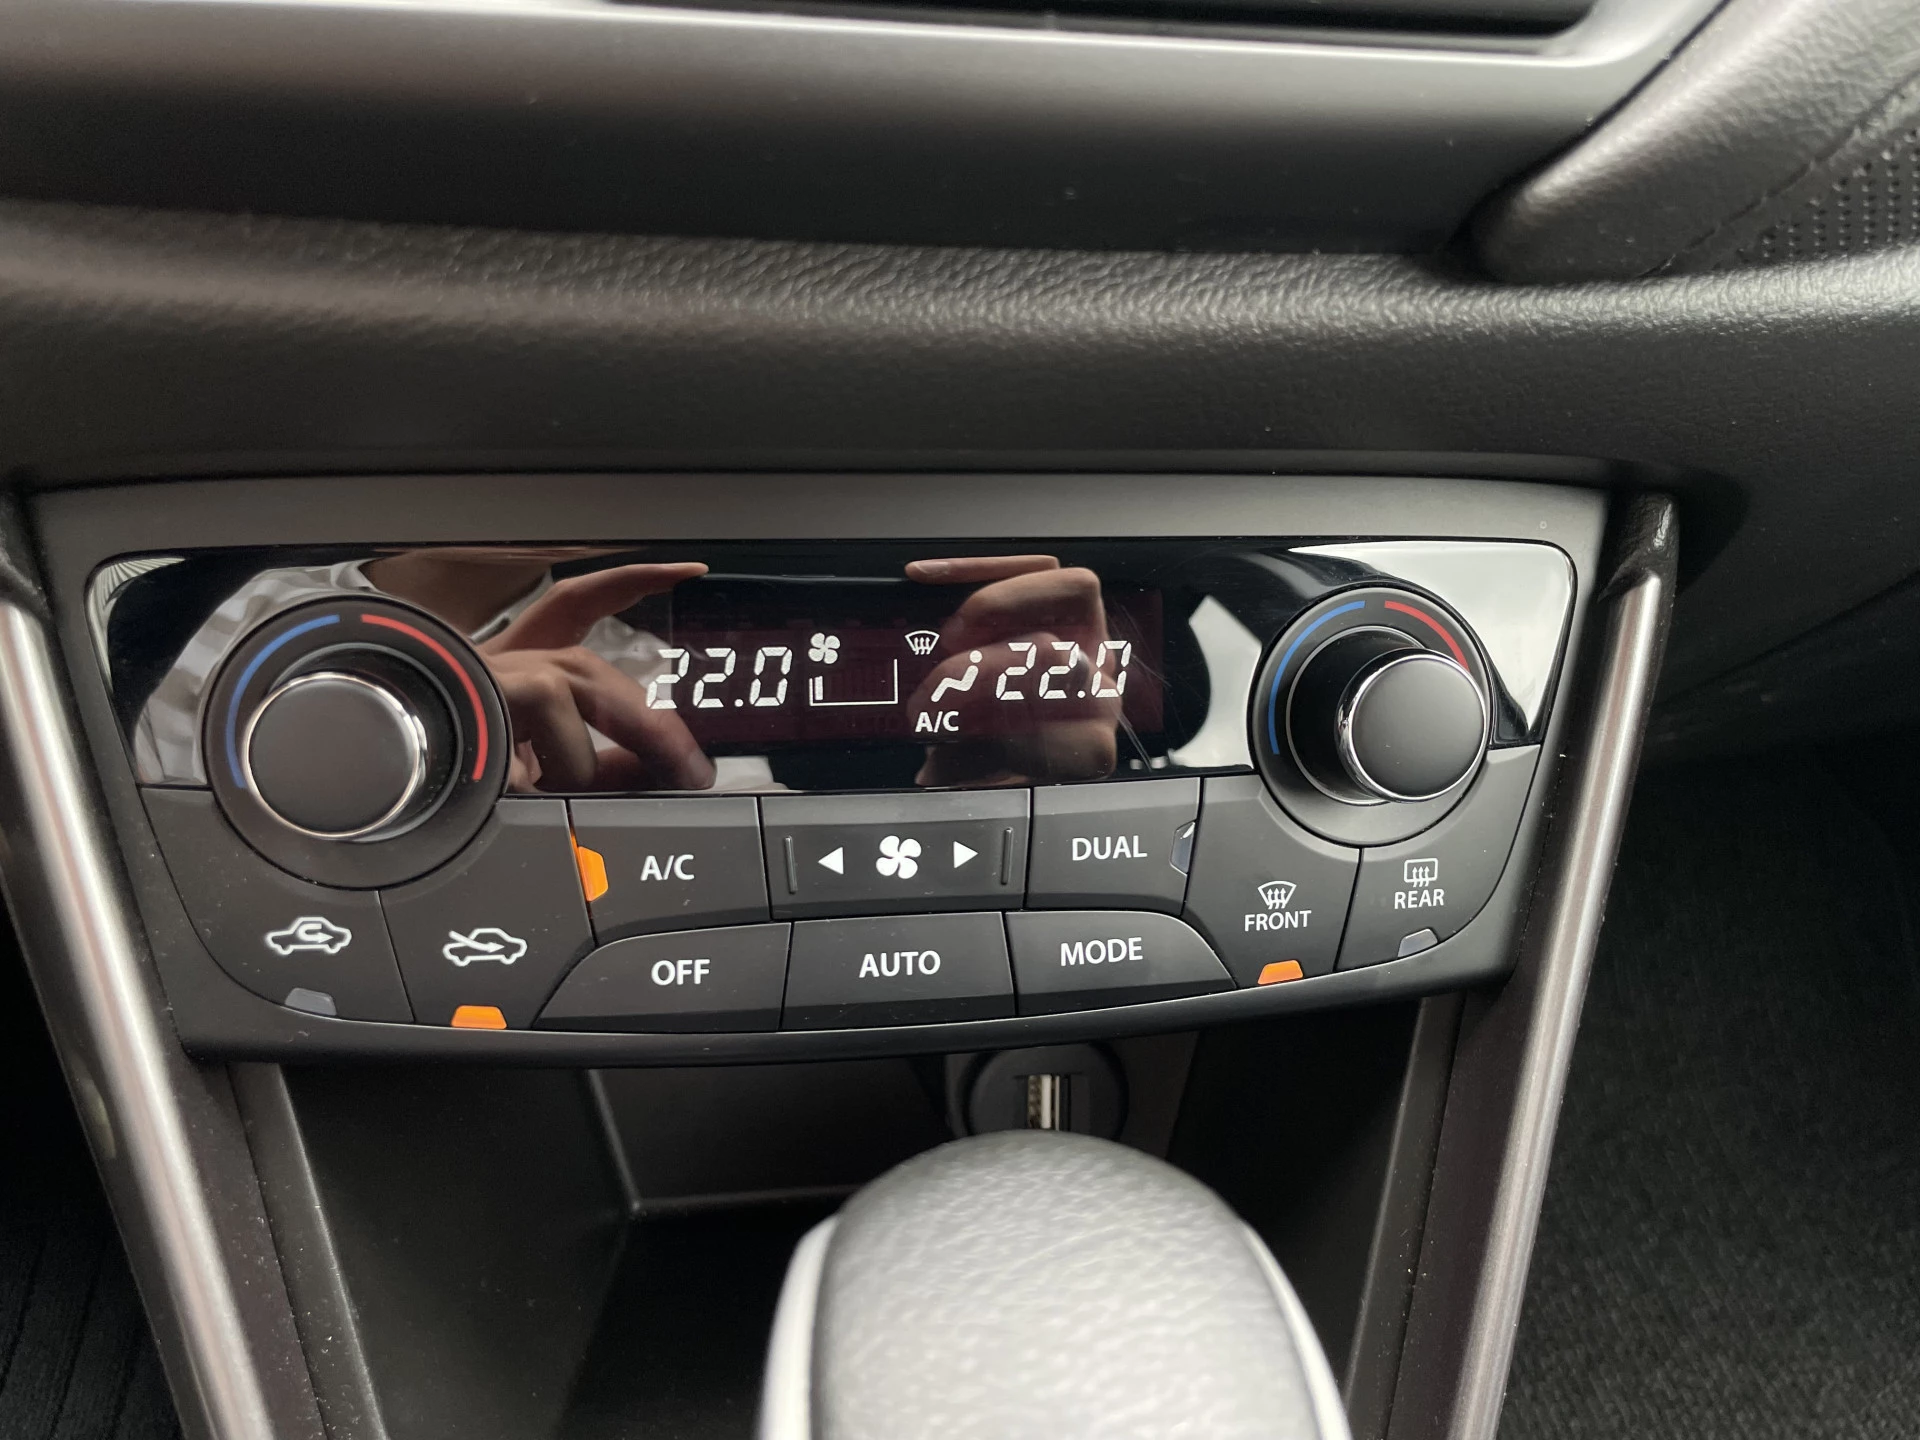 22.0 22.0
A/C
A/C
DUAL
FRONT
REAR
OFF
AUTO
MODE